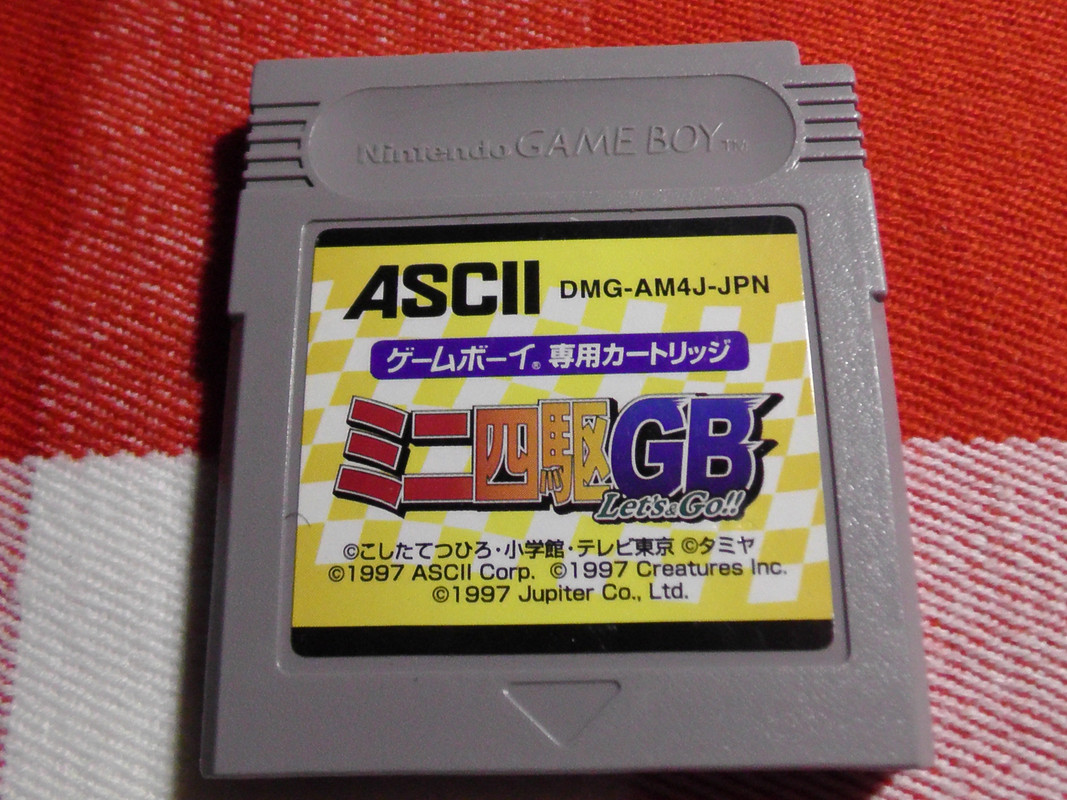 Nintendo GAME BOY™
ASCII DMG-AM4J-JPN
ゲームボーイ® 専用カートリッジ
ミニ四駆GB
Let's&Go!!
©こしたてつひろ・小学館・テレビ東京 ©タミヤ
©1997 ASCII Corp. ©1997 Creatures Inc.
©1997 Jupiter Co., Ltd.